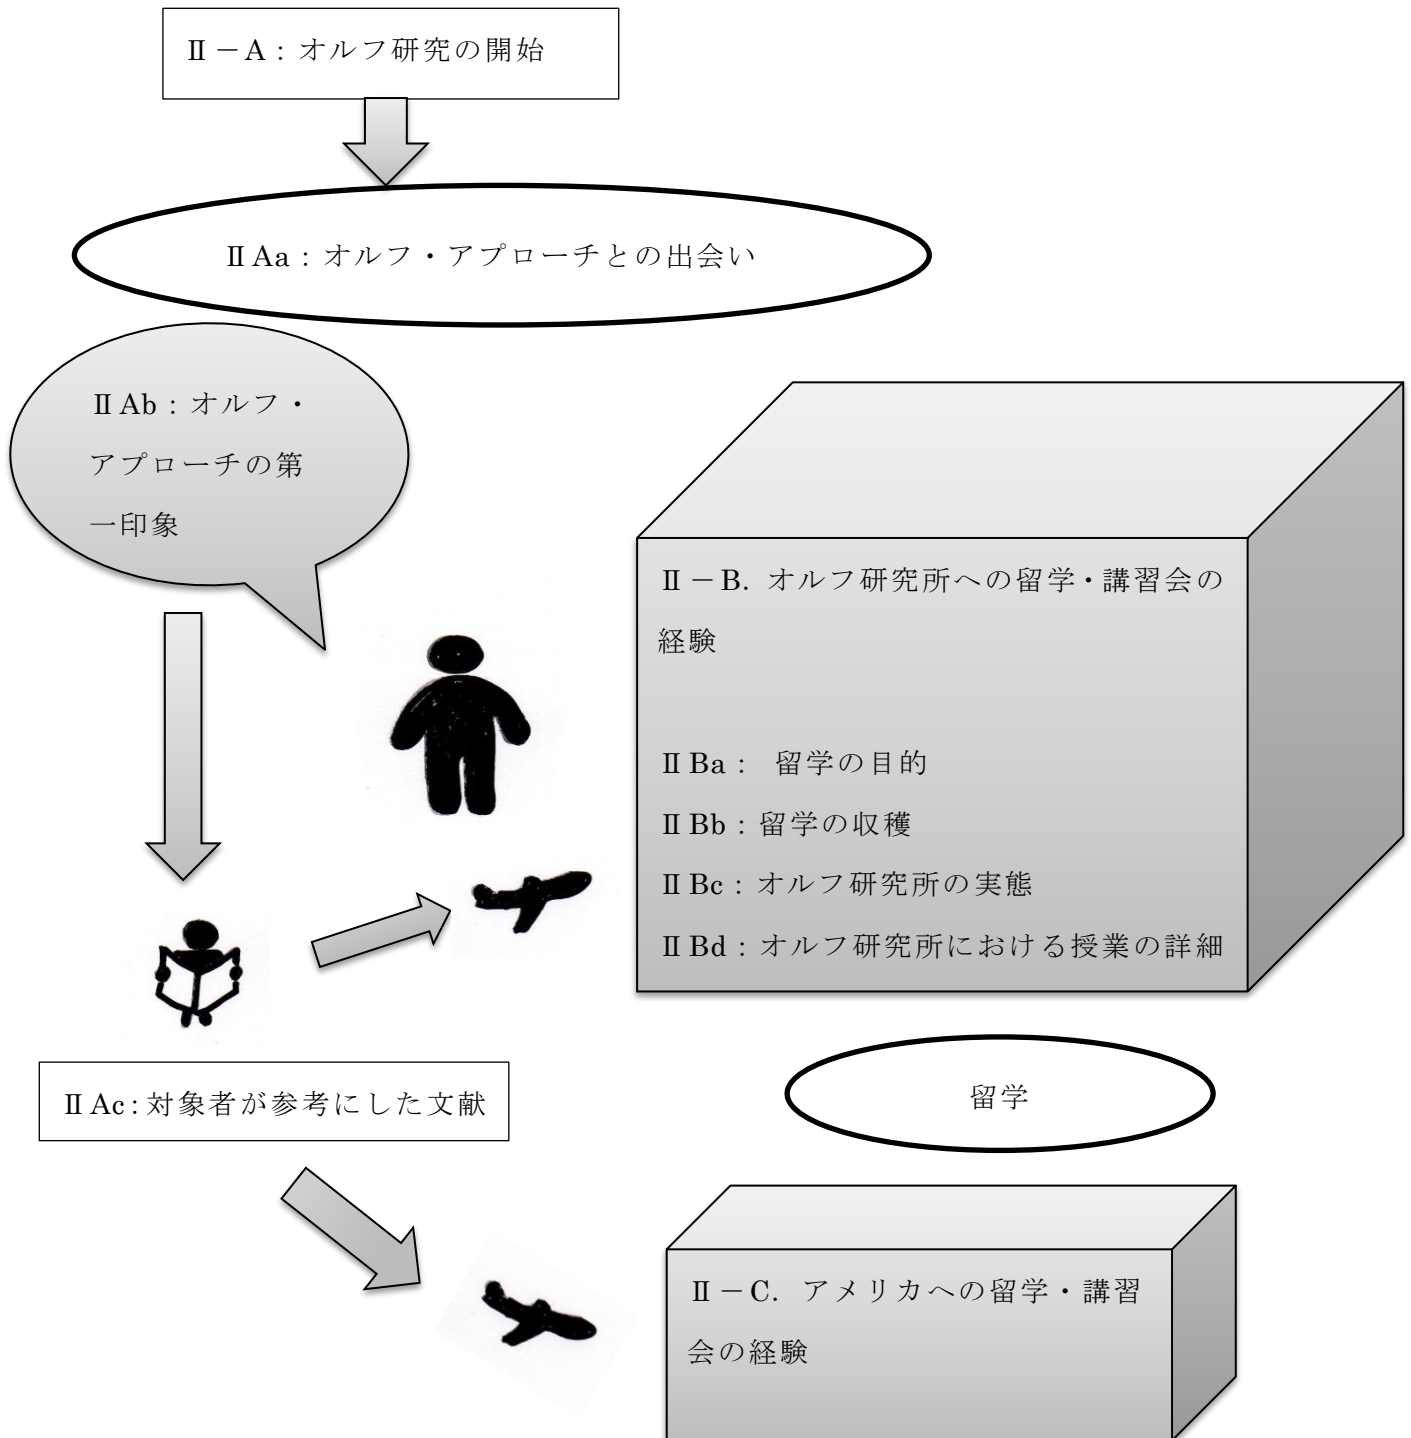 Ⅱ－A：オルフ研究の開始
ⅡAa：オルフ・アプローチとの出会い
ⅡAb：オルフ・
アプローチの第
一印象
Ⅱ－B. オルフ研究所への留学・講習会の
経験
ⅡBa： 留学の目的
ⅡBb：留学の収穫
ⅡBc：オルフ研究所の実態
ⅡBd：オルフ研究所における授業の詳細
ⅡAc：対象者が参考にした文献
留学
Ⅱ－C. アメリカへの留学・講習
会の経験